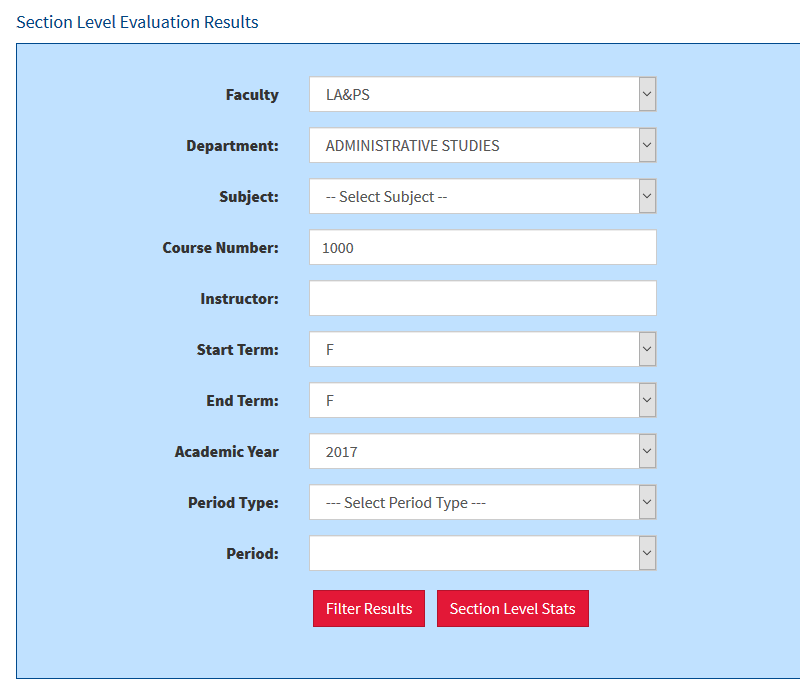 Section Level Evaluation Results
Faculty LA&PS
Department: ADMINISTRATIVE STUDIES
Subject: -- Select Subject --
Course Number: 1000
Instructor:
Start Term: F
End Term: F
Academic Year 2017
Period Type: --- Select Period Type ---
Period:
Filter Results Section Level Stats